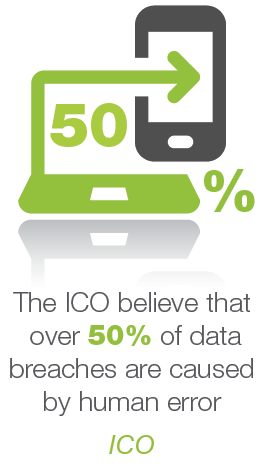 50
%
The ICO believe that
over 50% of data
breaches are caused
by human error
ICO